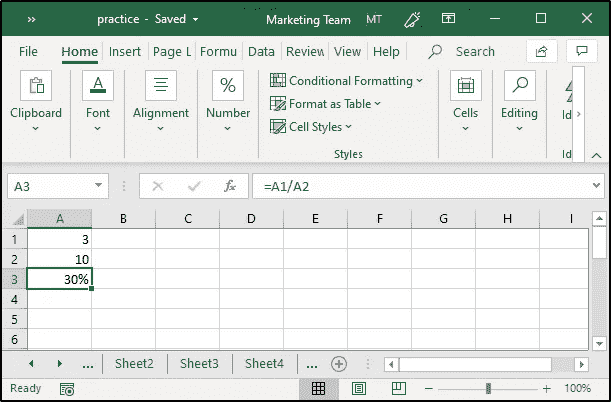 » practice - Saved Marketing Team MT
File Home Insert Page L Formu Data Review View Help Search
Clipboard Font Alignment Number Conditional Formatting Format as Table Cell Styles Cells Editing Id
Styles Id
A3 fx =A1/A2
A B C D E F G H I
1 3
2 10
3 30%
4
5
6
... Sheet2 Sheet3 Sheet4 ...
Ready 100%